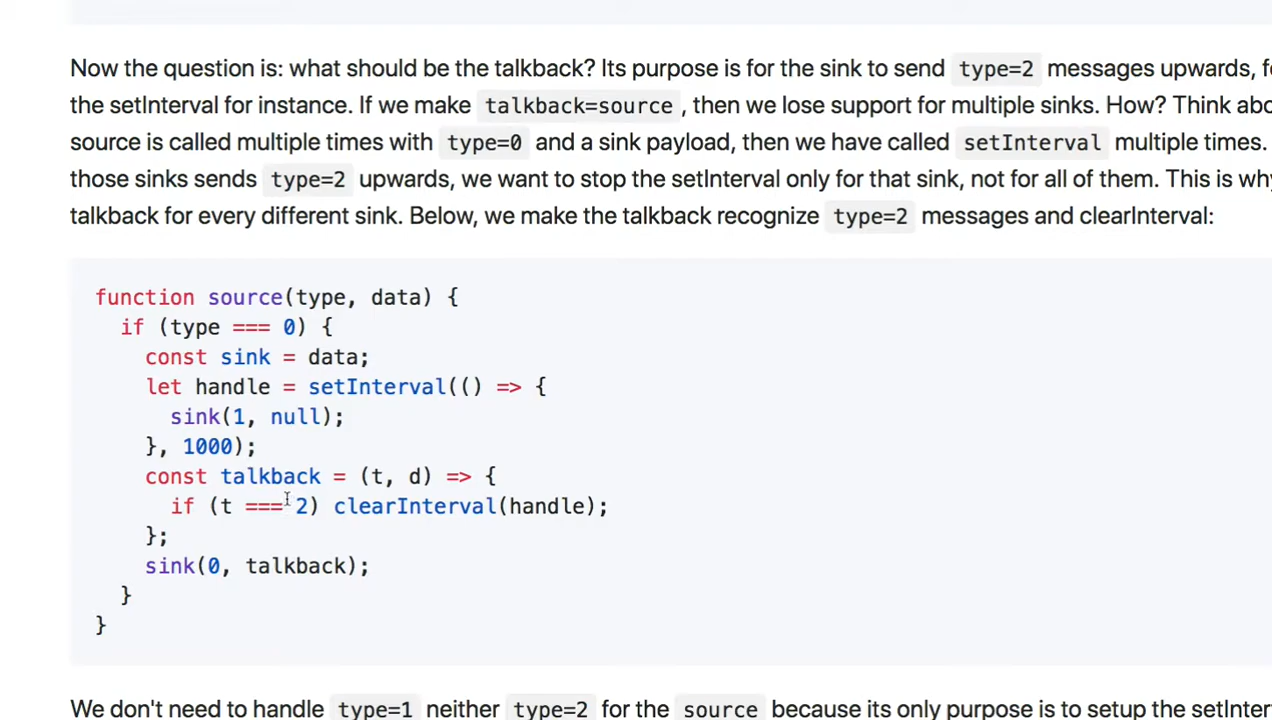 Now the question is: what should be the talkback? Its purpose is for the sink to send type=2 messages upwards,
the setInterval for instance. If we make talkback=source, then we lose support for multiple sinks. How? Think
source is called multiple times with type=0 and a sink payload, then we have called setInterval multiple times.
those sinks sends type=2 upwards, we want to stop the setInterval only for that sink, not for all of them. This is
talkback for every different sink. Below, we make the talkback recognize type=2 messages and clearInterval:
function source(type, data) {
if (type === 0) {
const sink = data;
let handle = setInterval(() => {
sink(1, null);
}, 1000);
const talkback = (t, d) => {
if (t === 2) clearInterval(handle);
};
sink(0, talkback);
}
}
We don't need to handle type=1 neither type=2 for the source because its only purpose is to setup the